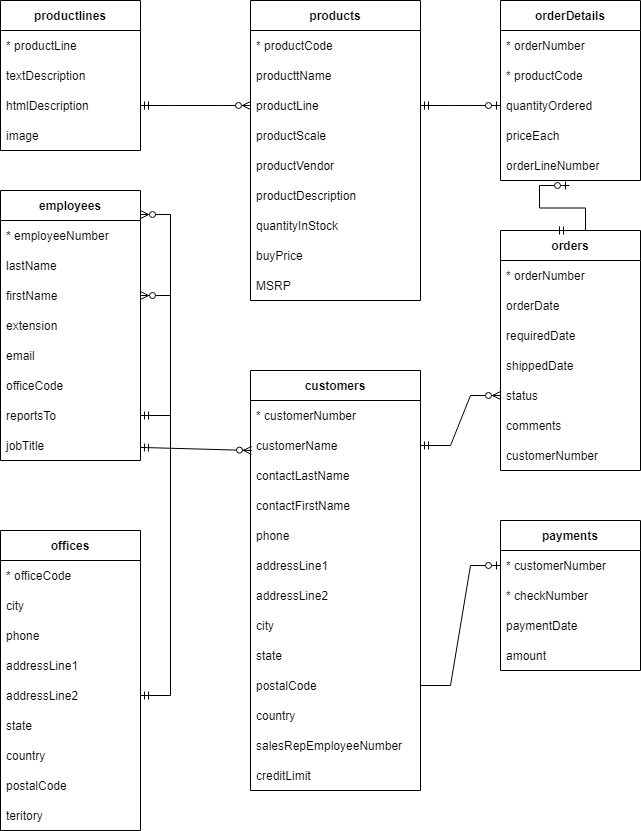 productlines
* productLine
textDescription
htmlDescription
image
products
* productCode
producttName
productLine
productScale
productVendor
productDescription
quantityInStock
buyPrice
MSRP
orderDetails
* orderNumber
* productCode
quantityOrdered
priceEach
orderLineNumber
employees
* employeeNumber
lastName
firstName
extension
email
officeCode
reportsTo
jobTitle
orders
* orderNumber
orderDate
requiredDate
shippedDate
status
comments
customerNumber
customers
* customerNumber
customerName
contactLastName
contactFirstName
phone
addressLine1
addressLine2
city
state
postalCode
country
salesRepEmployeeNumber
creditLimit
offices
* officeCode
city
phone
addressLine1
addressLine2
state
country
postalCode
teritory
payments
* customerNumber
* checkNumber
paymentDate
amount